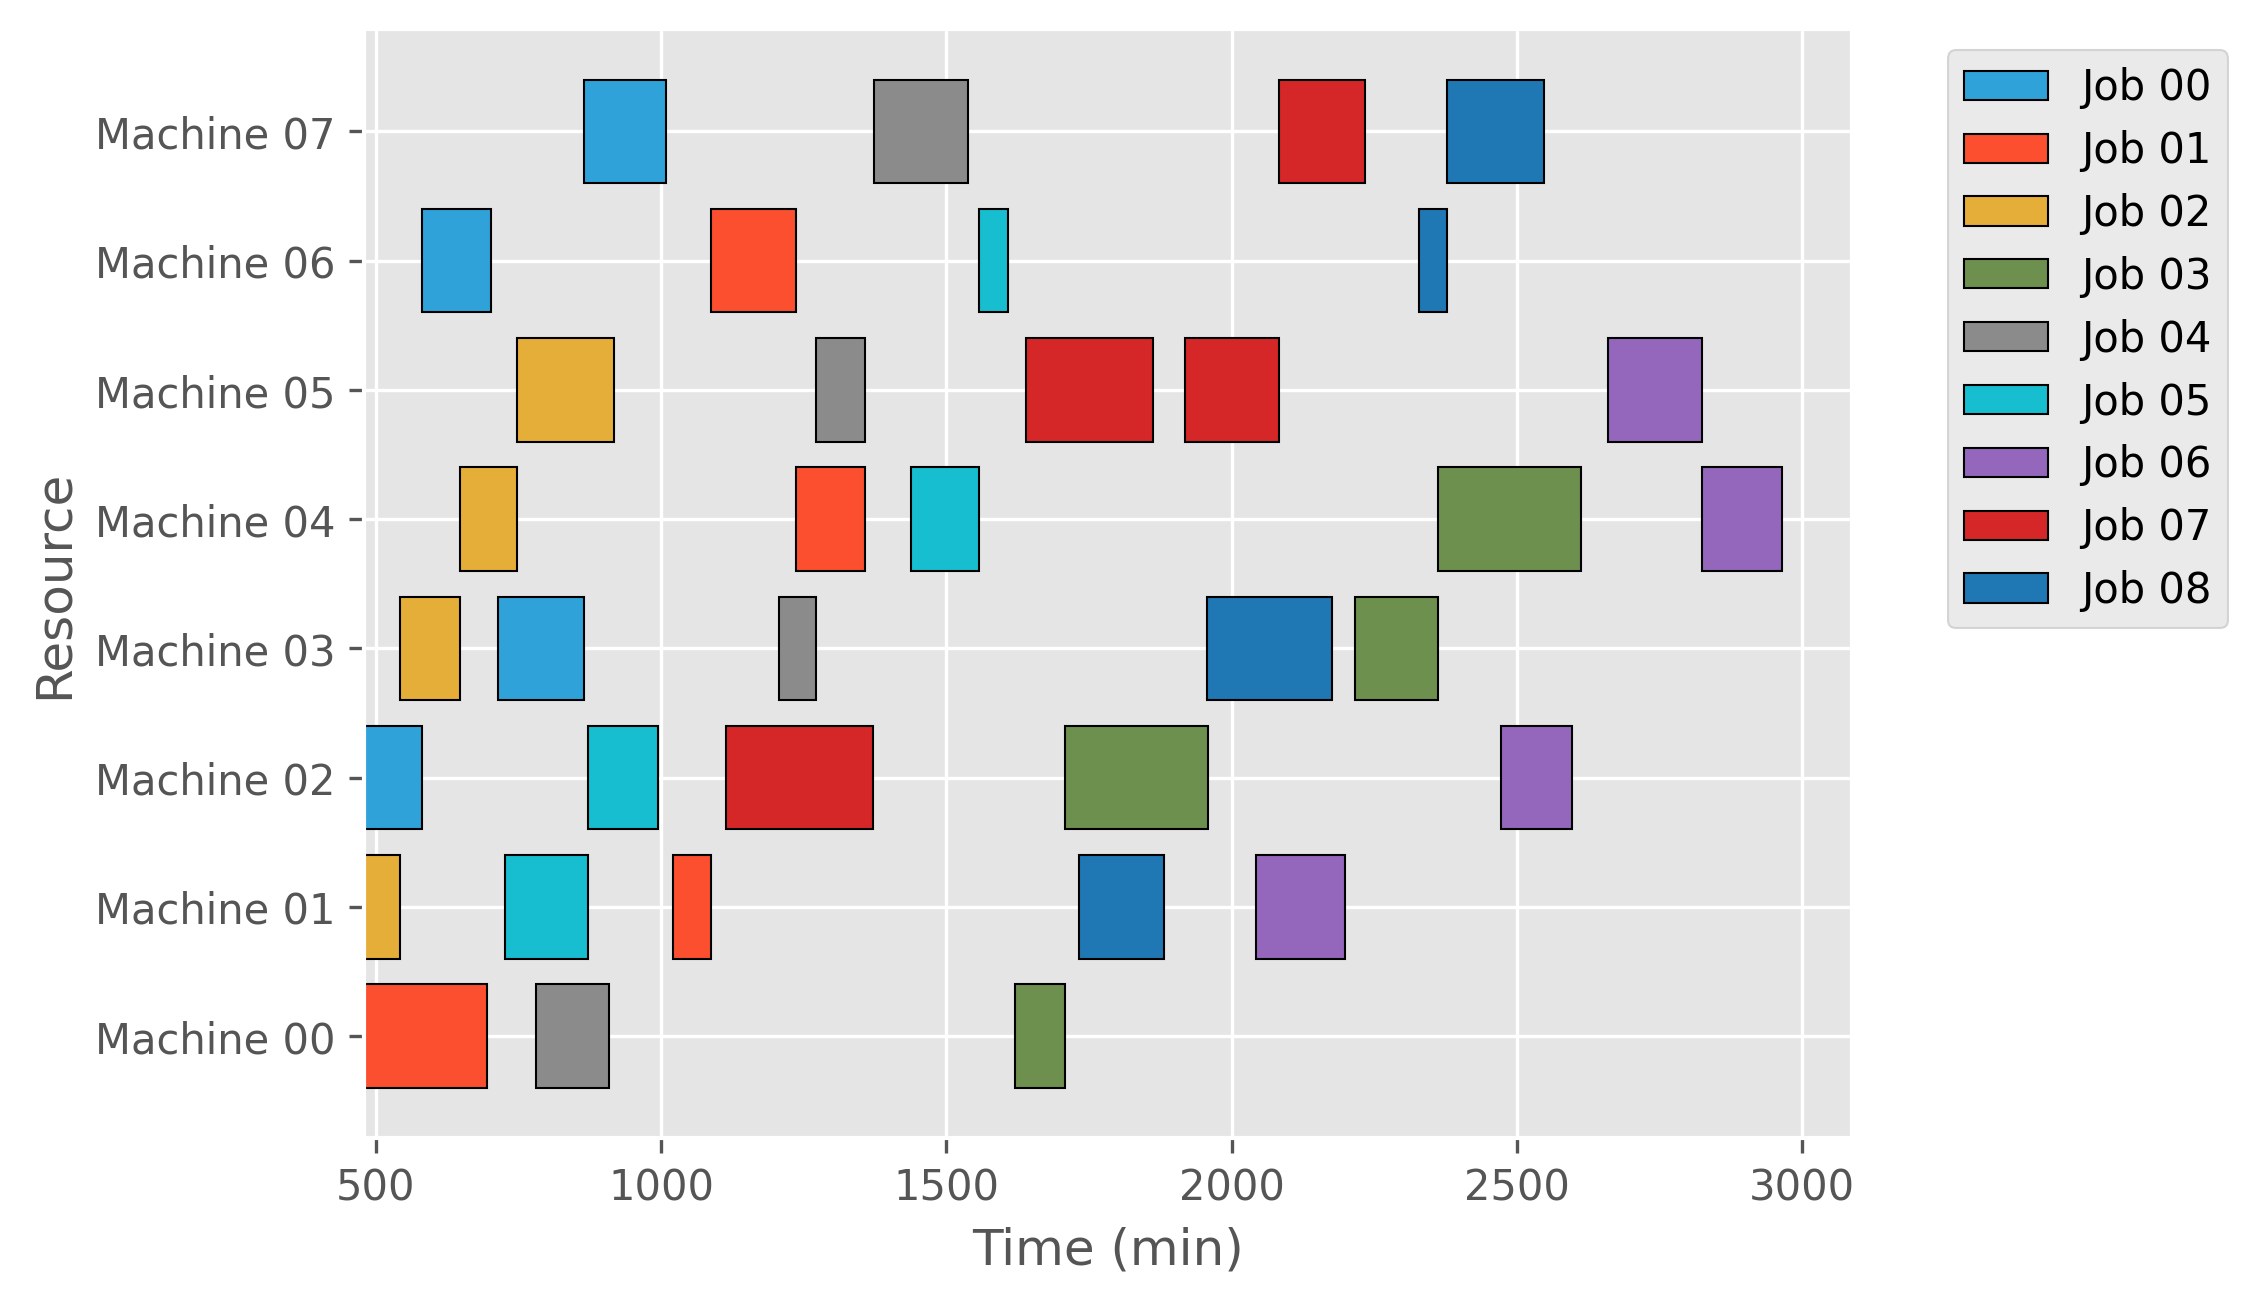 Machine 07
Machine 06
Machine 05
Machine 04
Machine 03
Machine 02
Machine 01
Machine 00
Resource
500 1000 1500 2000 2500 3000
Time (min)
Job 00
Job 01
Job 02
Job 03
Job 04
Job 05
Job 06
Job 07
Job 08